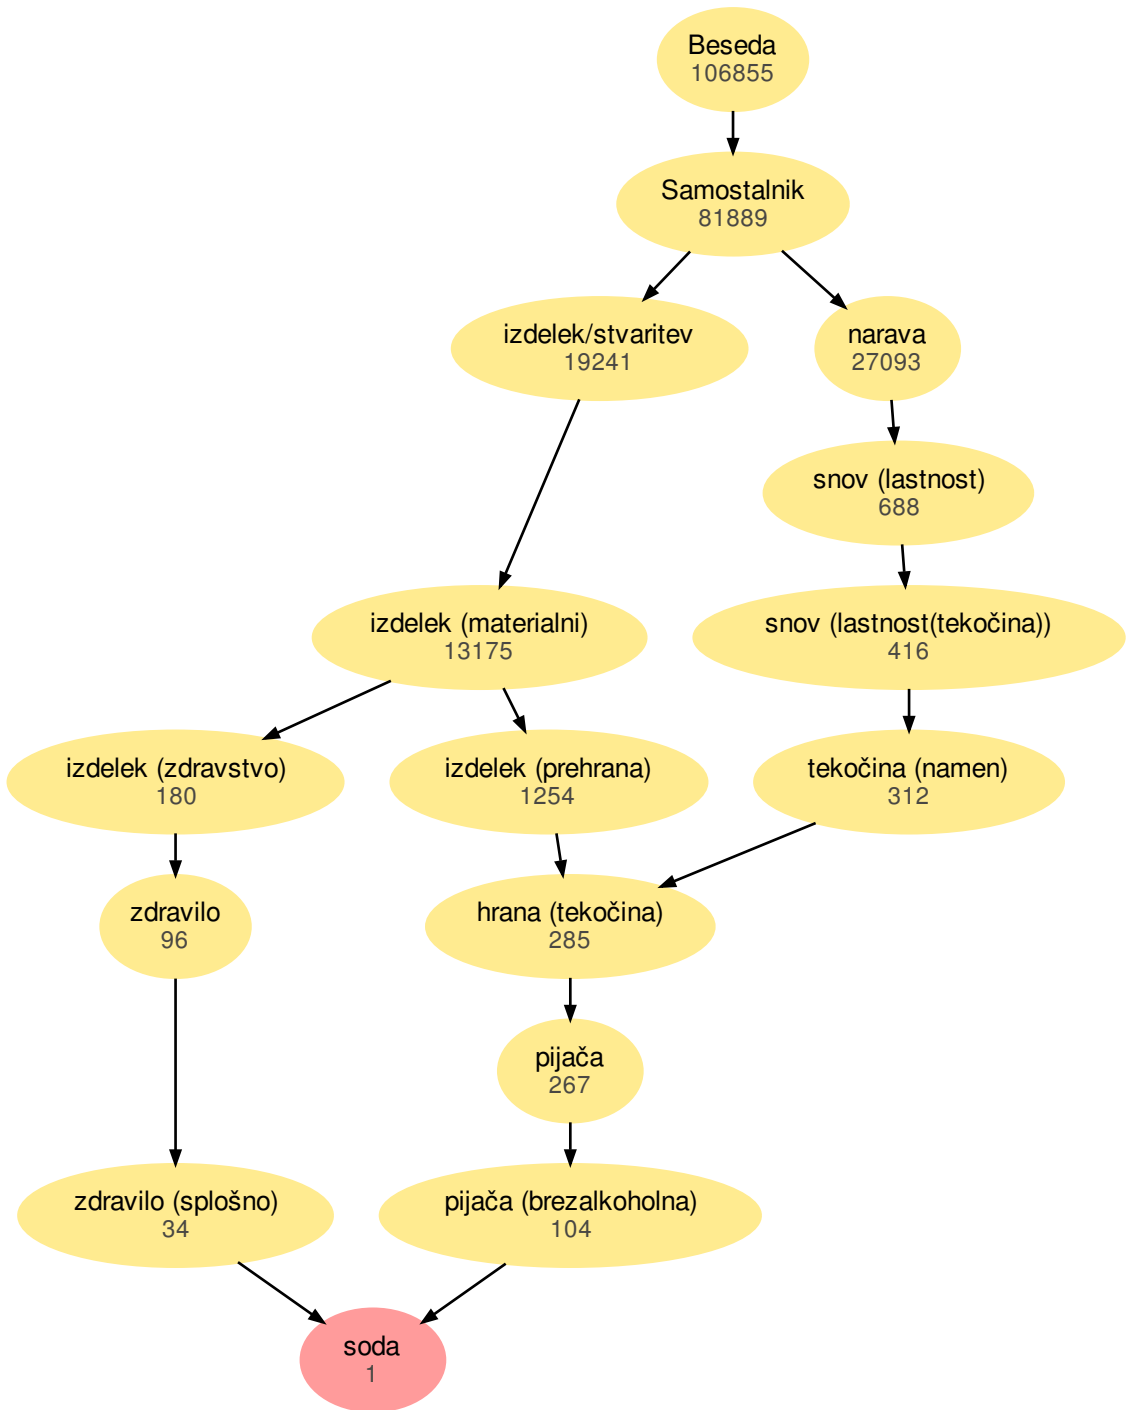 Beseda
106855
Samostalnik
81889
izdelek/stvaritev
19241
narava
27093
snov (lastnost)
688
izdelek (materialni)
13175
snov (lastnost(tekočina))
416
izdelek (zdravstvo)
180
izdelek (prehrana)
1254
tekočina (namen)
312
zdravilo
96
hrana (tekočina)
285
pijača
267
zdravilo (splošno)
34
pijača (brezalkoholna)
104
soda
1